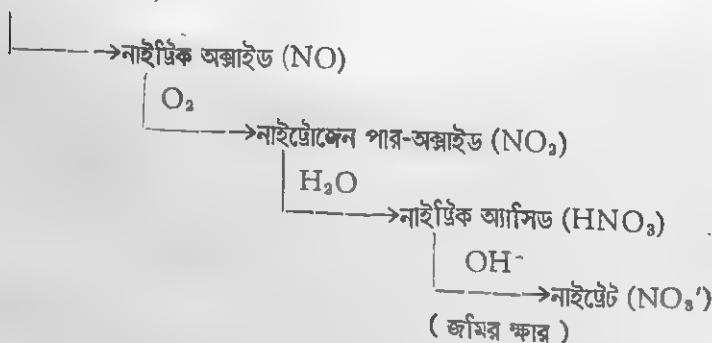 নাইট্রিক অক্সাইড (NO)
O₂
নাইট্রোজেন পার-অক্সাইড (NO₂)
H₂O
নাইট্রিক অ্যাসিড (HNO₃)
OH⁻
নাইট্রেট (NO₃′)
( জমির ক্ষার )